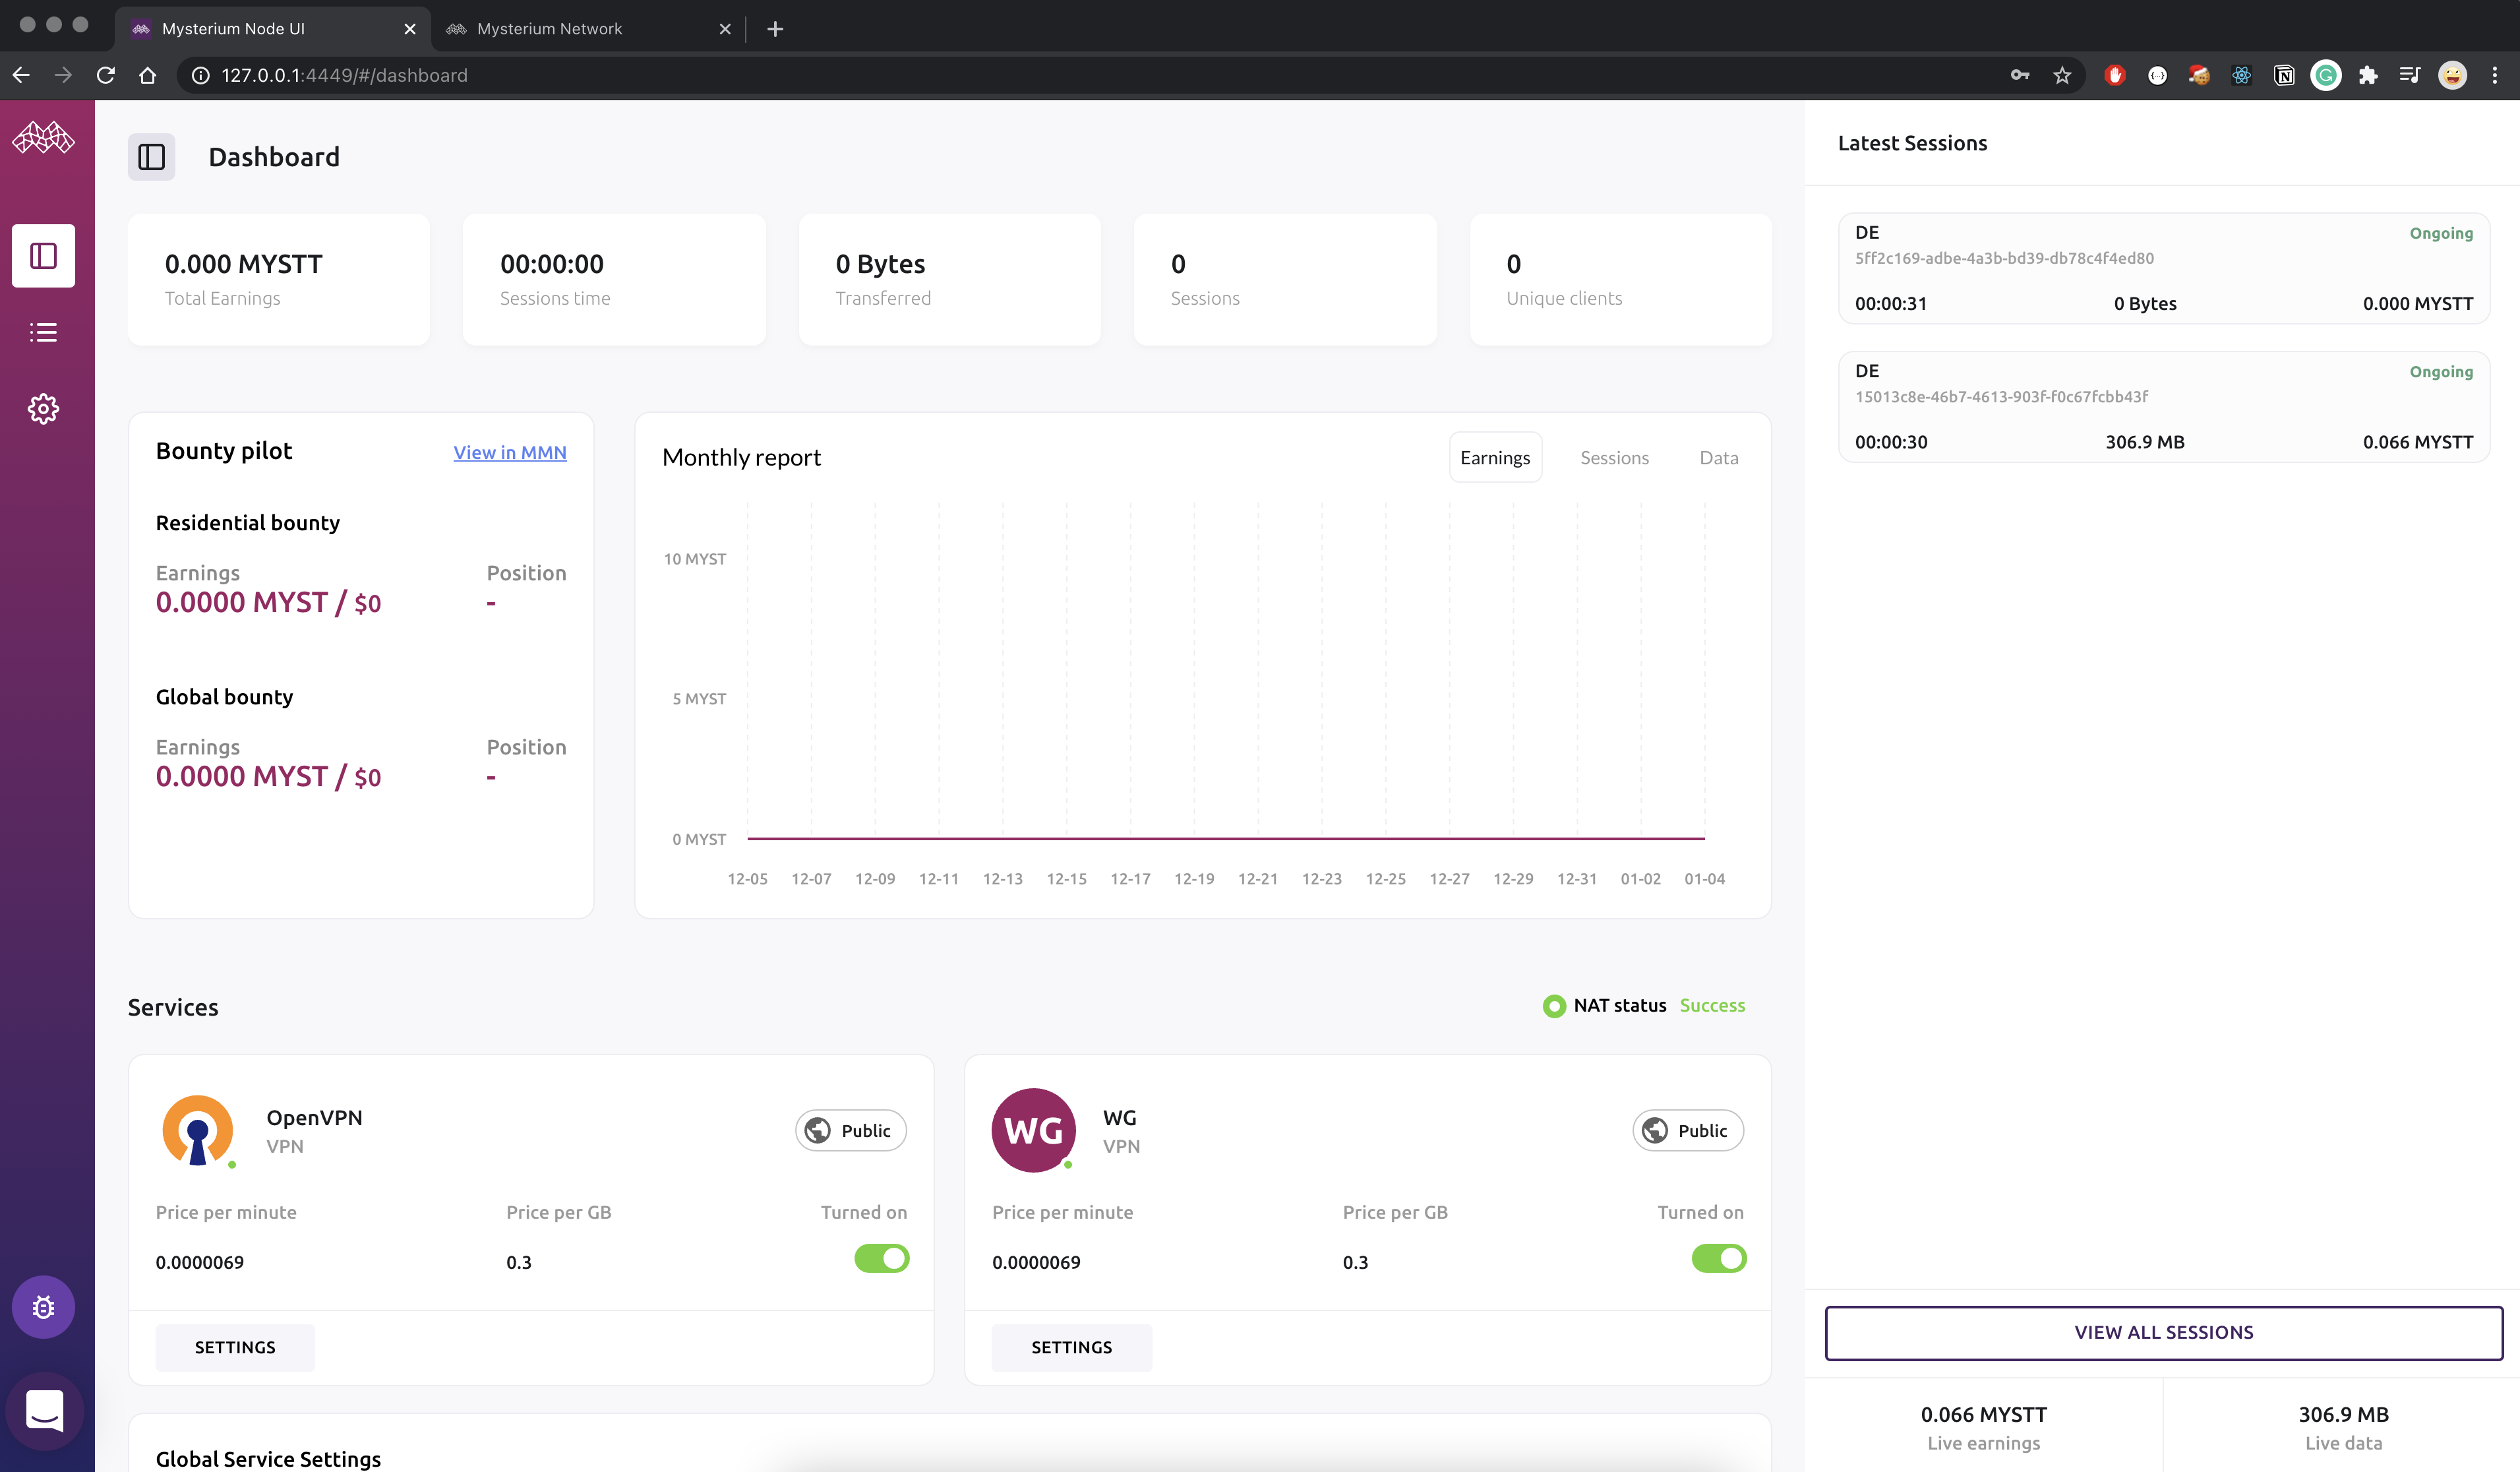 Mysterium Node UI
Mysterium Network
127.0.0.1:4449/#/dashboard
Dashboard
0.000 MYSTT
Total Earnings
00:00:00
Sessions time
0 Bytes
Transferred
0
Sessions
0
Unique clients
Bounty pilot
View in MMN
Residential bounty
Earnings
Position
0.0000 MYST / $0
-
Global bounty
Earnings
Position
0.0000 MYST / $0
-
Monthly report
Earnings
Sessions
Data
10 MYST
5 MYST
0 MYST
12-05 12-07 12-09 12-11 12-13 12-15 12-17 12-19 12-21 12-23 12-25 12-27 12-29 12-31 01-02 01-04
Services
NAT status Success
OpenVPN
VPN
Public
Price per minute
Price per GB
Turned on
0.0000069
0.3
SETTINGS
WG
WG
VPN
Public
Price per minute
Price per GB
Turned on
0.0000069
0.3
SETTINGS
Global Service Settings
Latest Sessions
DE
Ongoing
5ff2c169-adbe-4a3b-bd39-db78c4f4ed80
00:00:31
0 Bytes
0.000 MYSTT
DE
Ongoing
15013c8e-46b7-4613-903f-f0c67fcbb43f
00:00:30
306.9 MB
0.066 MYSTT
VIEW ALL SESSIONS
0.066 MYSTT
Live earnings
306.9 MB
Live data